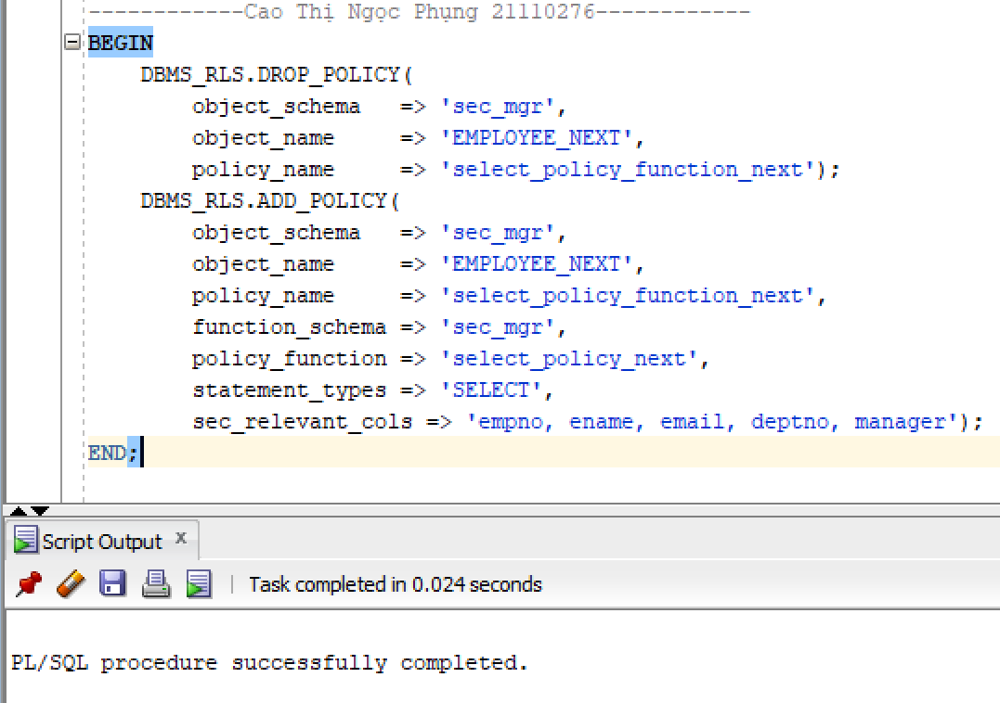 ------------Cao Thị Ngọc Phụng 21110276------------
BEGIN
    DBMS_RLS.DROP_POLICY(
        object_schema   => 'sec_mgr',
        object_name     => 'EMPLOYEE_NEXT',
        policy_name     => 'select_policy_function_next');
    DBMS_RLS.ADD_POLICY(
        object_schema   => 'sec_mgr',
        object_name     => 'EMPLOYEE_NEXT',
        policy_name     => 'select_policy_function_next',
        function_schema => 'sec_mgr',
        policy_function => 'select_policy_next',
        statement_types => 'SELECT',
        sec_relevant_cols => 'empno, ename, email, deptno, manager');
END;
Script Output x
Task completed in 0.024 seconds
PL/SQL procedure successfully completed.